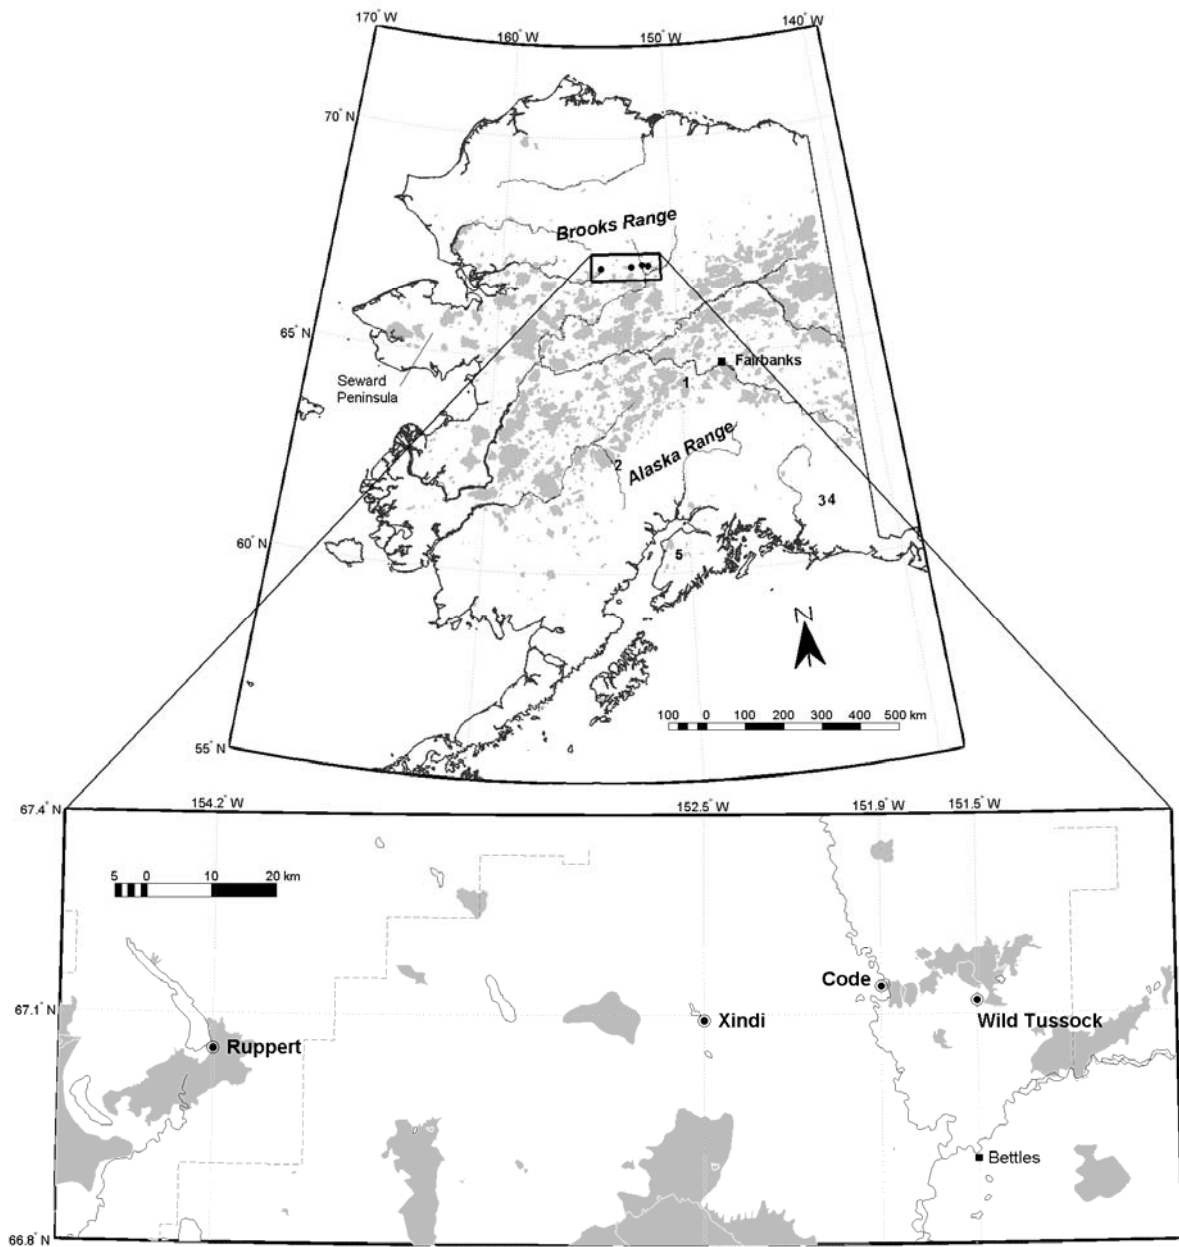 170° W
160° W
150° W
140° W
70° N
Brooks Range
65° N
Fairbanks
Seward
Peninsula
1
Alaska Range
2
34
60° N
5
N
100 0 100 200 300 400 500 km
55° N
67.4° N
154.2° W
152.5° W
151.9° W
151.5° W
5 0 10 20 km
Code
67.1° N
Xindi
Wild Tussock
Ruppert
Bettles
66.8° N